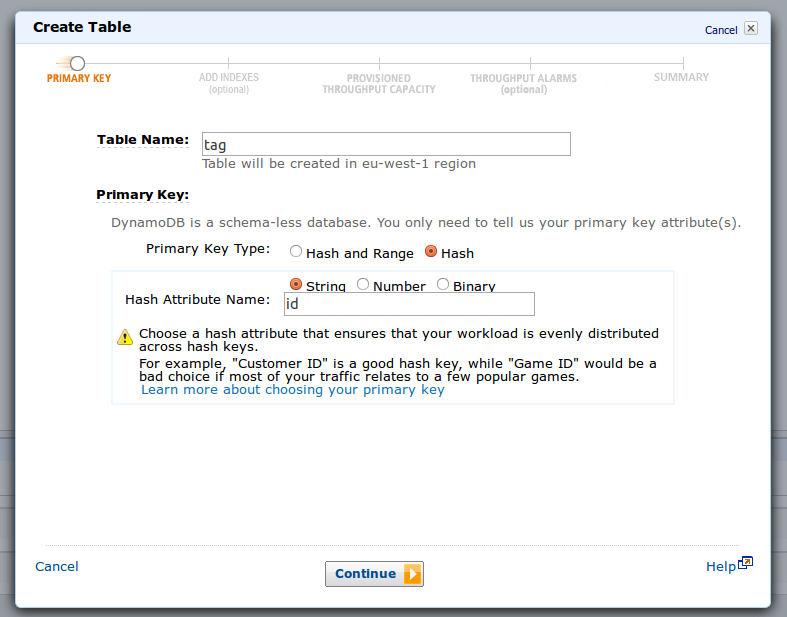 Create Table
Cancel
PRIMARY KEY
ADD INDEXES
(optional)
PROVISIONED
THROUGHPUT CAPACITY
THROUGHPUT ALARMS
(optional)
SUMMARY
Table Name:
tag
Table will be created in eu-west-1 region
Primary Key:
DynamoDB is a schema-less database. You only need to tell us your primary key attribute(s).
Primary Key Type: Hash and Range Hash
String Number Binary
Hash Attribute Name: id
Choose a hash attribute that ensures that your workload is evenly distributed
across hash keys.
For example, "Customer ID" is a good hash key, while "Game ID" would be a
bad choice if most of your traffic relates to a few popular games.
Learn more about choosing your primary key
Cancel
Continue
Help